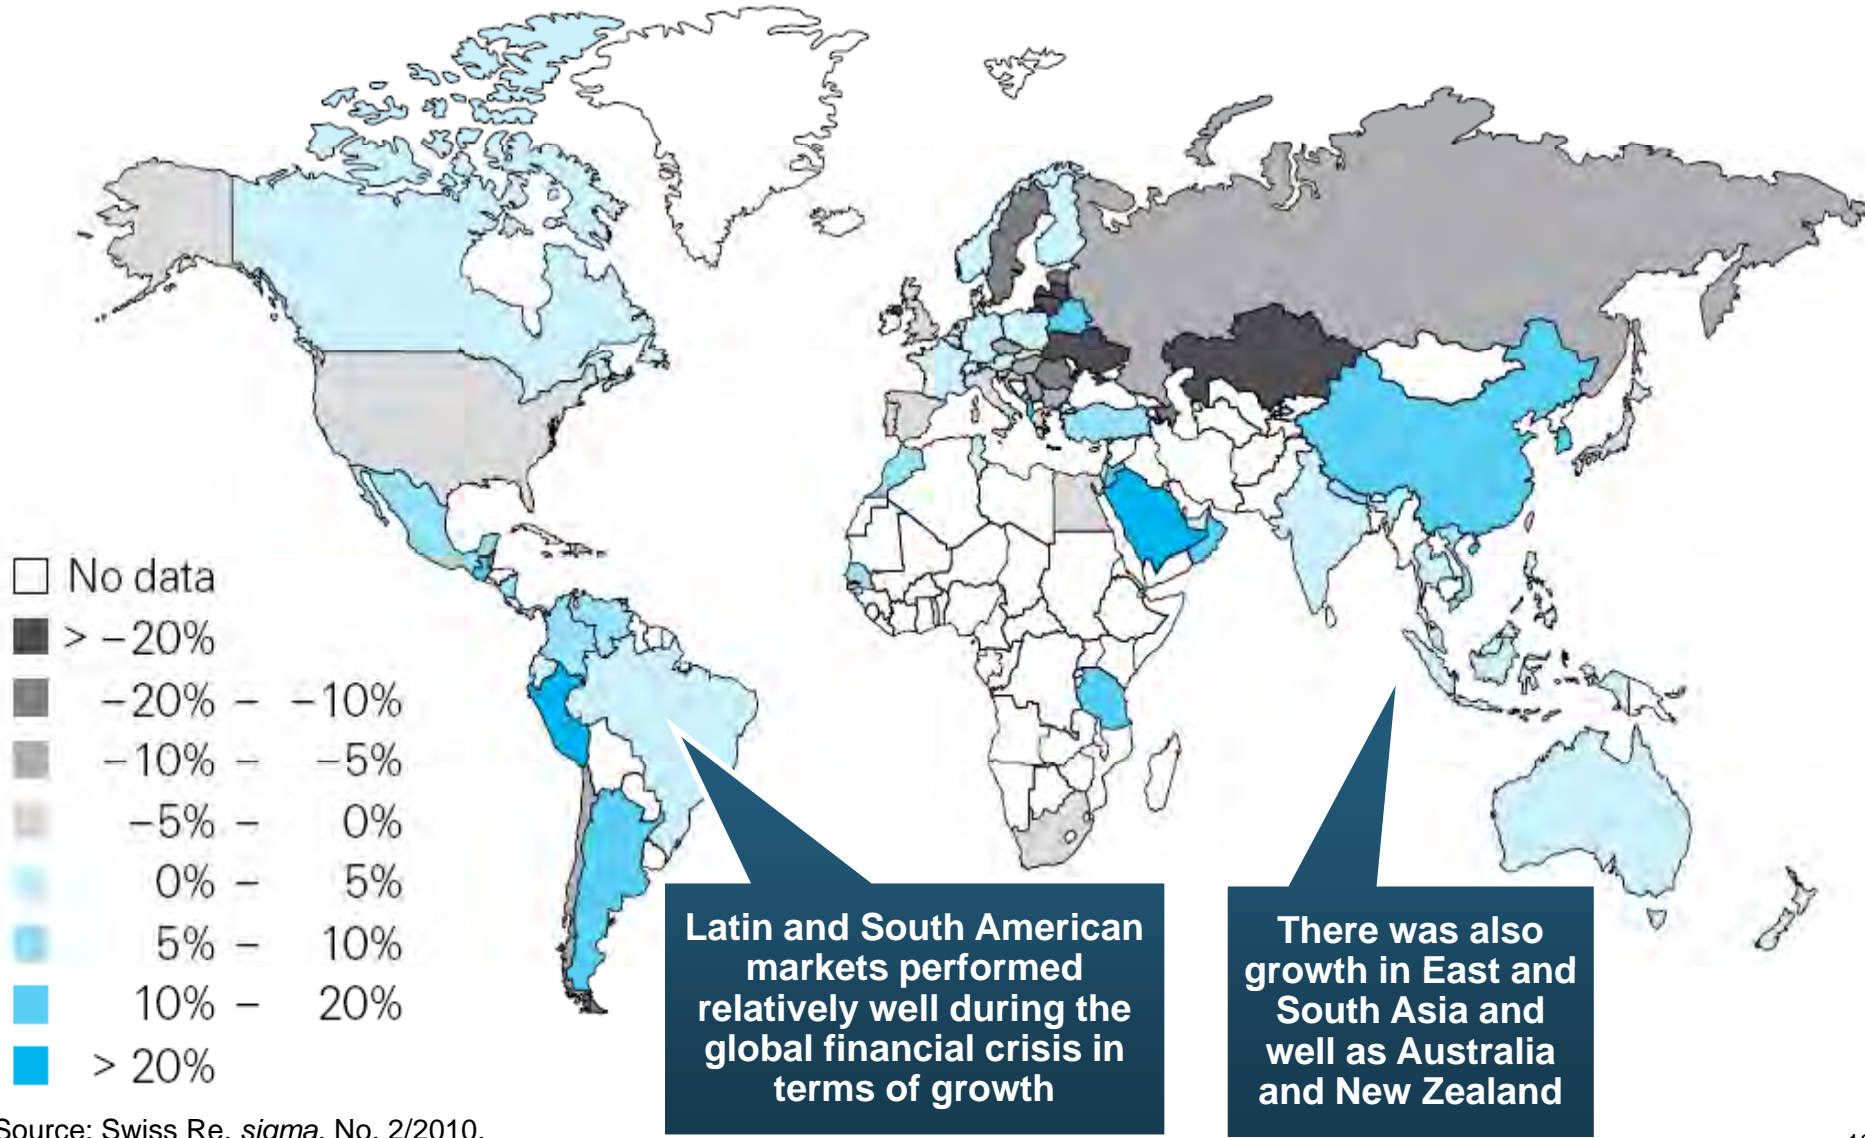 No data
> −20%
−20% – −10%
−10% – −5%
−5% – 0%
0% – 5%
5% – 10%
10% – 20%
> 20%
Latin and South American
markets performed
relatively well during the
global financial crisis in
terms of growth
There was also
growth in East and
South Asia and
well as Australia
and New Zealand
Source: Swiss Re, sigma, No. 2/2010.